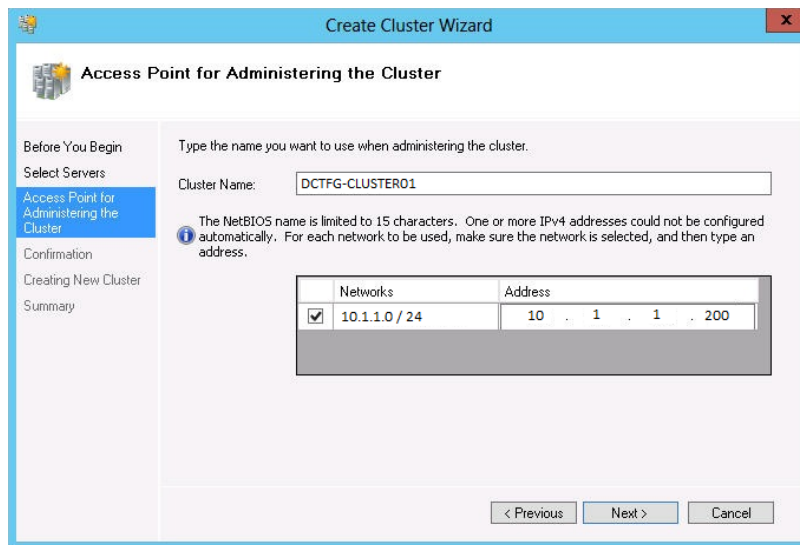 Create Cluster Wizard
x
Access Point for Administering the Cluster
Before You Begin
Select Servers
Access Point for
Administering the
Cluster
Confirmation
Creating New Cluster
Summary
Type the name you want to use when administering the cluster.
Cluster Name: DCTFG-CLUSTER01
The NetBIOS name is limited to 15 characters. One or more IPv4 addresses could not be configured
automatically. For each network to be used, make sure the network is selected, and then type an
address.
Networks Address
10.1.1.0 / 24 10 . 1 . 1 . 200
< Previous Next > Cancel